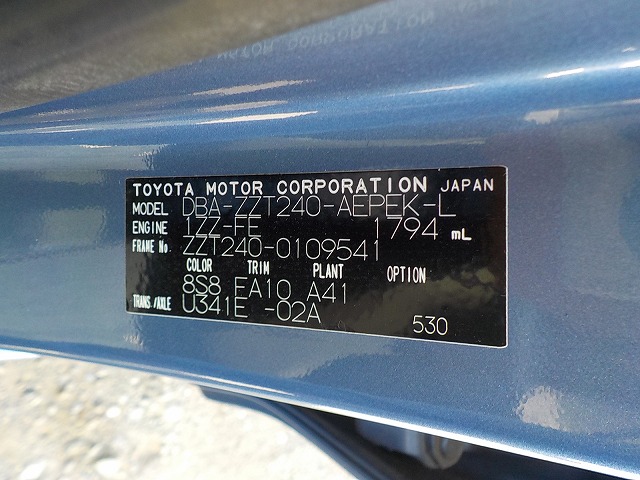 TOYOTA MOTOR CORPORATION JAPAN
MODEL DBA-ZZT240-AEPEK-L
ENGINE 1ZZ-FE 1794 mL
FRAME No. ZZT240-0109541
COLOR TRIM PLANT OPTION
8S8 FA10 A41
TRANS./AXLE U341E -02A
530